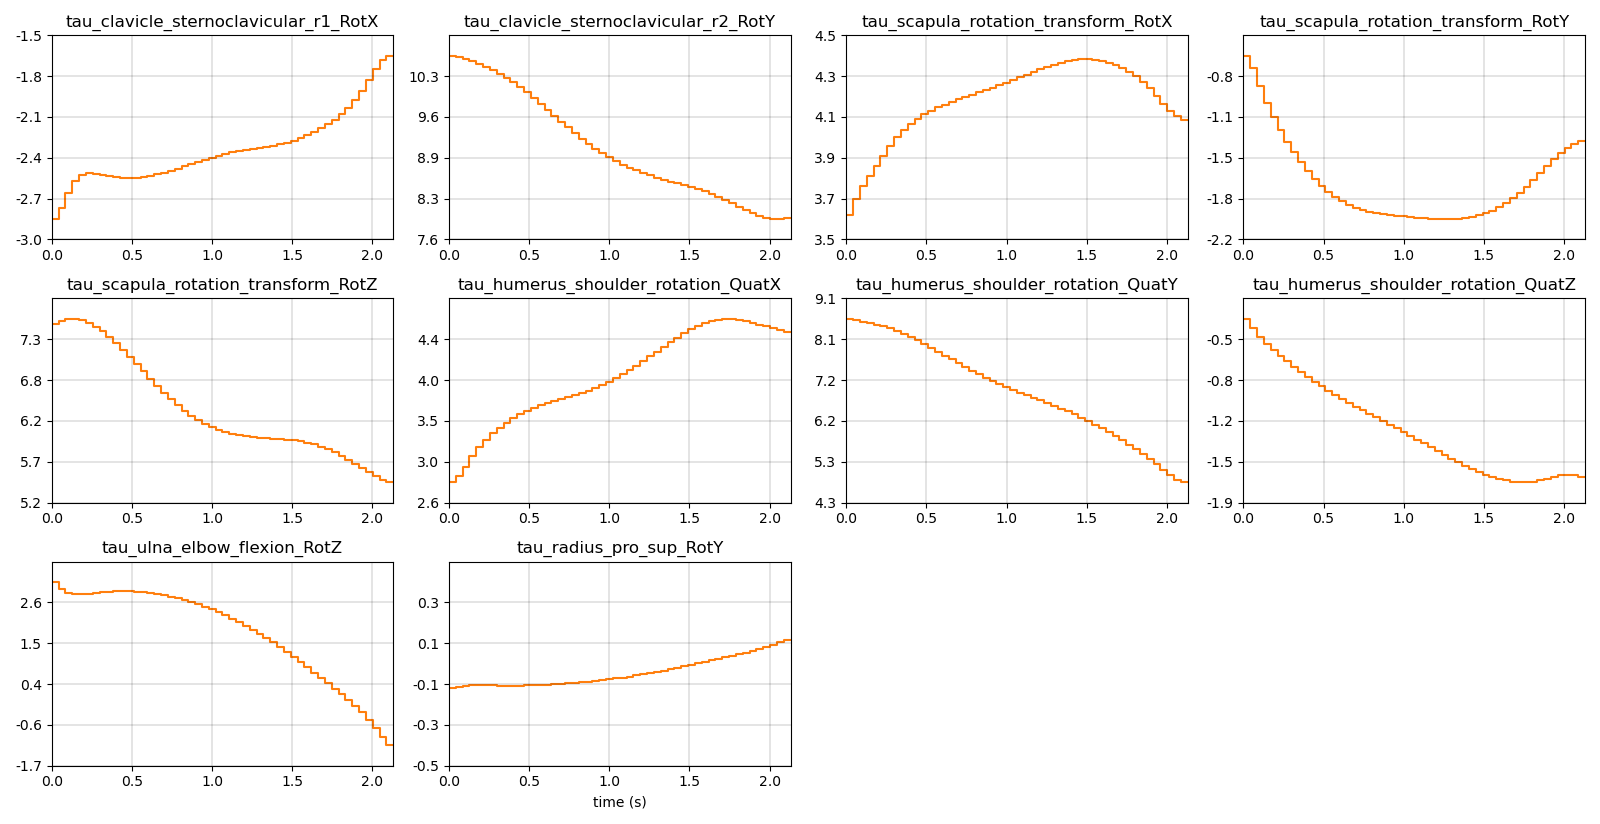 tau_clavicle_sternoclavicular_r1_RotX
-1.5
-1.8
-2.1
-2.4
-2.7
-3.0
0.0 0.5 1.0 1.5 2.0
tau_clavicle_sternoclavicular_r2_RotY
10.3
9.6
8.9
8.3
7.6
0.0 0.5 1.0 1.5 2.0
tau_scapula_rotation_transform_RotX
4.5
4.3
4.1
3.9
3.7
3.5
0.0 0.5 1.0 1.5 2.0
tau_scapula_rotation_transform_RotY
-0.8
-1.1
-1.5
-1.8
-2.2
0.0 0.5 1.0 1.5 2.0
tau_scapula_rotation_transform_RotZ
7.3
6.8
6.2
5.7
5.2
0.0 0.5 1.0 1.5 2.0
tau_humerus_shoulder_rotation_QuatX
4.4
4.0
3.5
3.0
2.6
0.0 0.5 1.0 1.5 2.0
tau_humerus_shoulder_rotation_QuatY
9.1
8.1
7.2
6.2
5.3
4.3
0.0 0.5 1.0 1.5 2.0
tau_humerus_shoulder_rotation_QuatZ
-0.5
-0.8
-1.2
-1.5
-1.9
0.0 0.5 1.0 1.5 2.0
tau_ulna_elbow_flexion_RotZ
2.6
1.5
0.4
-0.6
-1.7
0.0 0.5 1.0 1.5 2.0
tau_radius_pro_sup_RotY
0.3
0.1
-0.1
-0.3
-0.5
0.0 0.5 1.0 1.5 2.0
time (s)